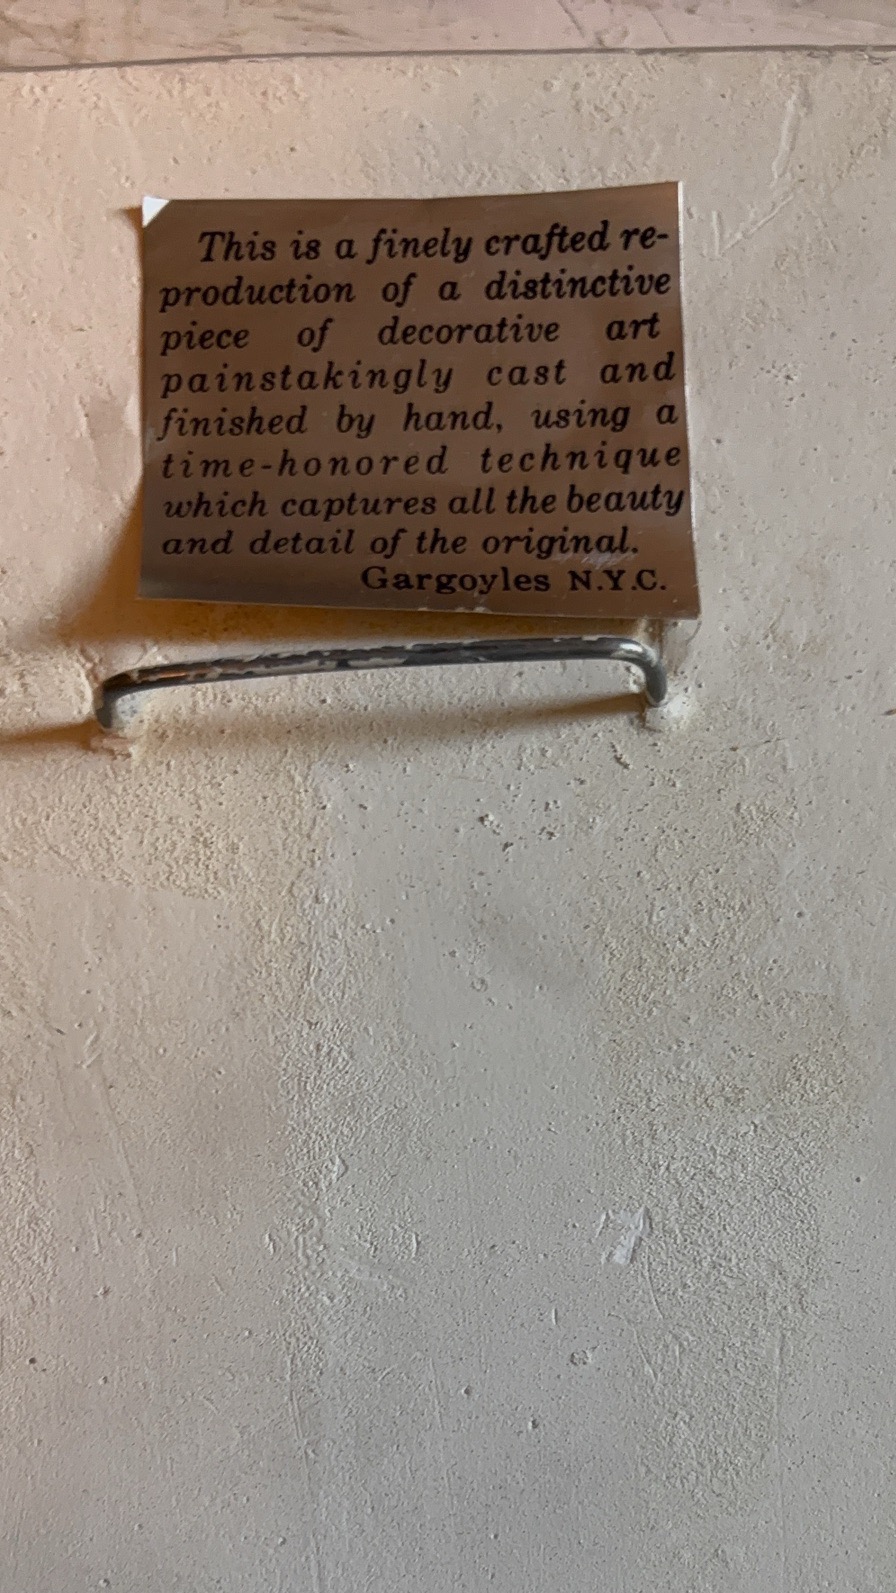 This is a finely crafted re-
production of a distinctive
piece of decorative art
painstakingly cast and
finished by hand, using a
time-honored technique
which captures all the beauty
and detail of the original.
Gargoyles N.Y.C.